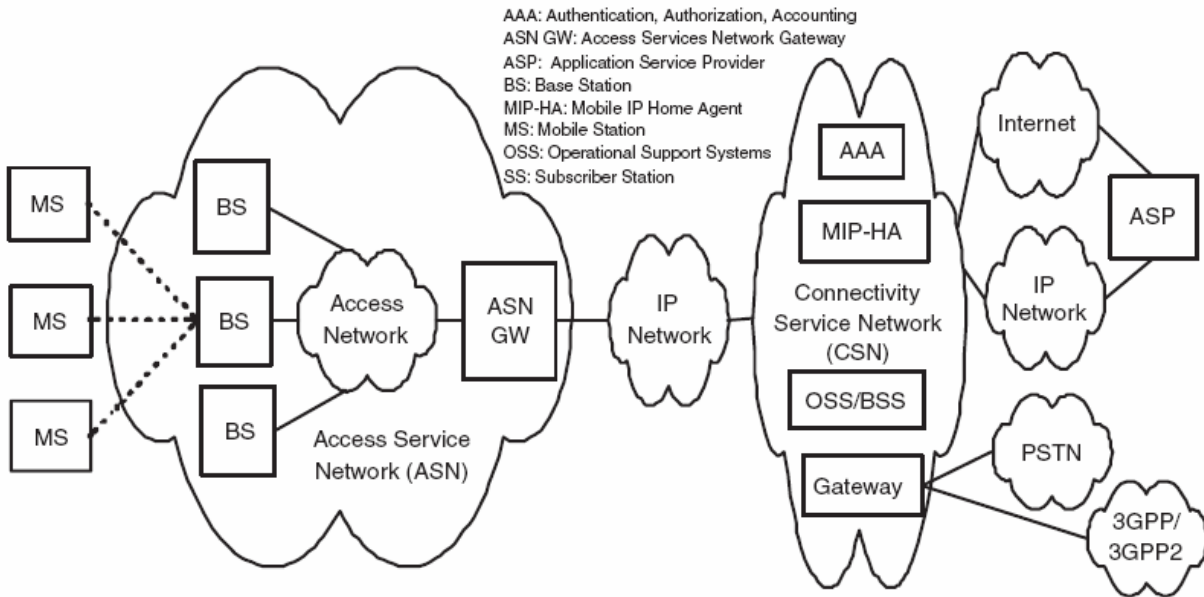 AAA: Authentication, Authorization, Accounting
ASN GW: Access Services Network Gateway
ASP: Application Service Provider
BS: Base Station
MIP-HA: Mobile IP Home Agent
MS: Mobile Station
OSS: Operational Support Systems
SS: Subscriber Station
MS
MS
MS
BS
BS
BS
Access
Network
ASN
GW
Access Service
Network (ASN)
IP
Network
AAA
MIP-HA
Connectivity
Service Network
(CSN)
OSS/BSS
Gateway
Internet
IP
Network
ASP
PSTN
3GPP/
3GPP2